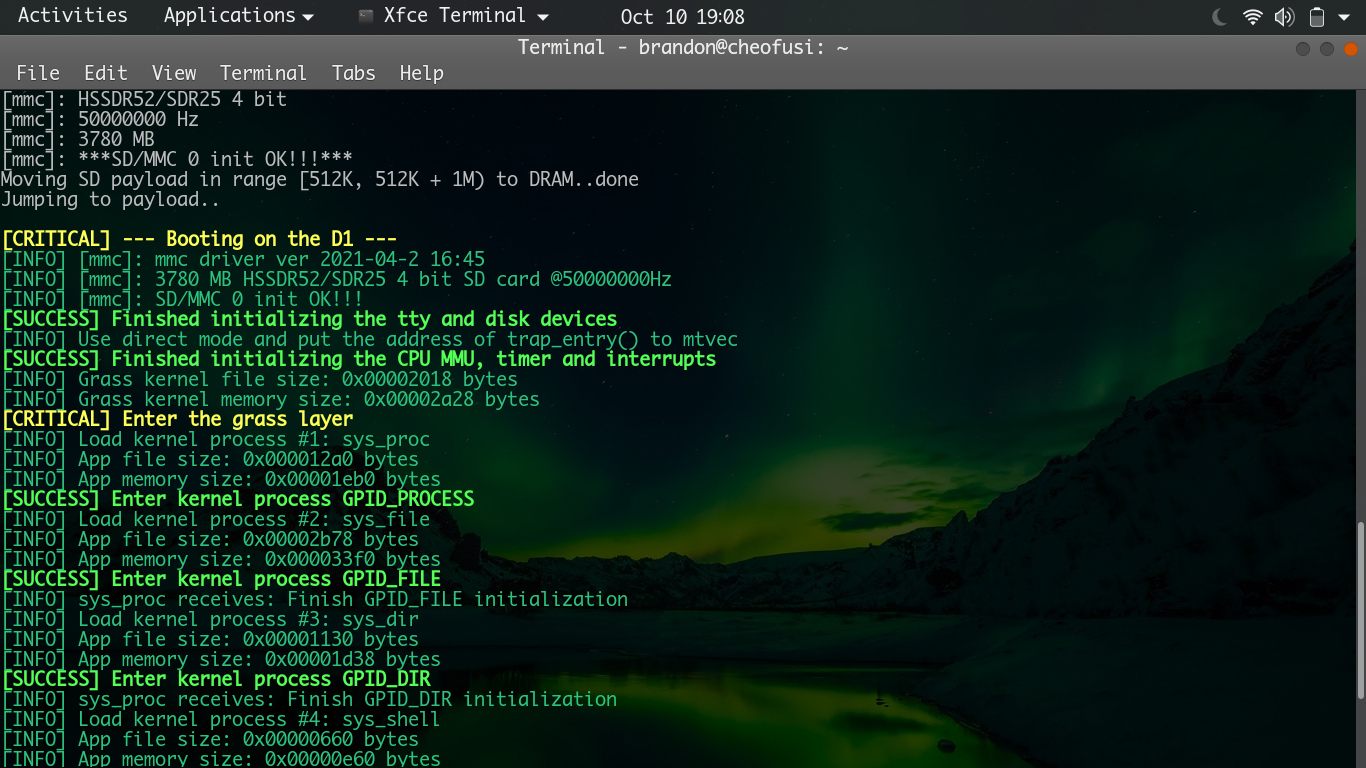 Activities Applications Xfce Terminal Oct 10 19:08
Terminal - brandon@cheofusi: ~
File Edit View Terminal Tabs Help
[mmc]: HSSDR52/SDR25 4 bit
[mmc]: 50000000 Hz
[mmc]: 3780 MB
[mmc]: ***SD/MMC 0 init OK!!!***
Moving SD payload in range [512K, 512K + 1M) to DRAM..done
Jumping to payload..
[CRITICAL] --- Booting on the D1 ---
[INFO] [mmc]: mmc driver ver 2021-04-2 16:45
[INFO] [mmc]: 3780 MB HSSDR52/SDR25 4 bit SD card @50000000Hz
[INFO] [mmc]: SD/MMC 0 init OK!!!
[SUCCESS] Finished initializing the tty and disk devices
[INFO] Use direct mode and put the address of trap_entry() to mtvec
[SUCCESS] Finished initializing the CPU MMU, timer and interrupts
[INFO] Grass kernel file size: 0x00002018 bytes
[INFO] Grass kernel memory size: 0x00002a28 bytes
[CRITICAL] Enter the grass layer
[INFO] Load kernel process #1: sys_proc
[INFO] App file size: 0x000012a0 bytes
[INFO] App memory size: 0x00001eb0 bytes
[SUCCESS] Enter kernel process GPID_PROCESS
[INFO] Load kernel process #2: sys_file
[INFO] App file size: 0x00002b78 bytes
[INFO] App memory size: 0x000033f0 bytes
[SUCCESS] Enter kernel process GPID_FILE
[INFO] sys_proc receives: Finish GPID_FILE initialization
[INFO] Load kernel process #3: sys_dir
[INFO] App file size: 0x00001130 bytes
[INFO] App memory size: 0x00001d38 bytes
[SUCCESS] Enter kernel process GPID_DIR
[INFO] sys_proc receives: Finish GPID_DIR initialization
[INFO] Load kernel process #4: sys_shell
[INFO] App file size: 0x00000660 bytes
[INFO] App memory size: 0x00000e60 bytes